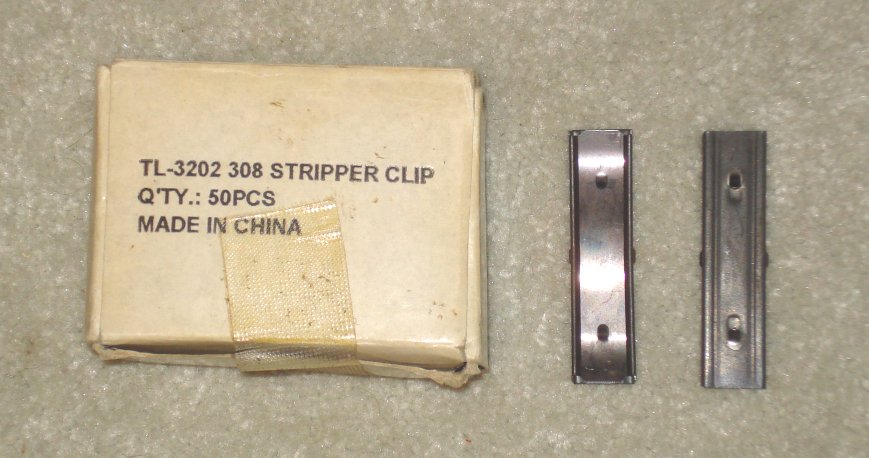 TL-3202 308 STRIPPER CLIP
Q'TY.: 50PCS
MADE IN CHINA